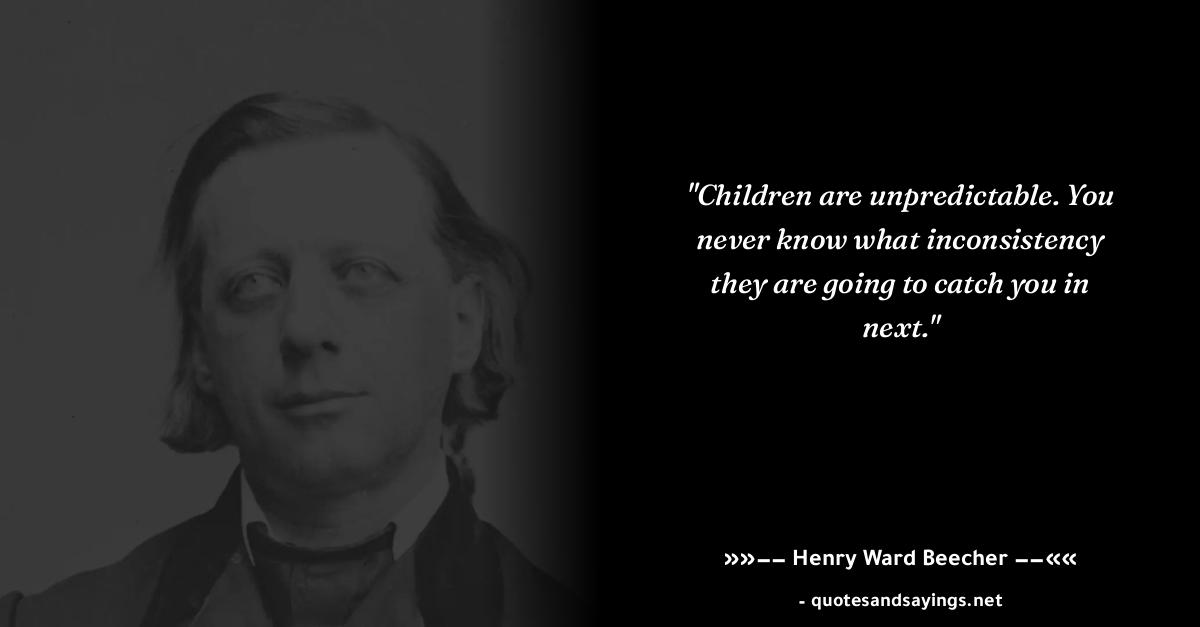 "Children are unpredictable. You
never know what inconsistency
they are going to catch you in
next."
»»–– Henry Ward Beecher ––««
- quotesandsayings.net